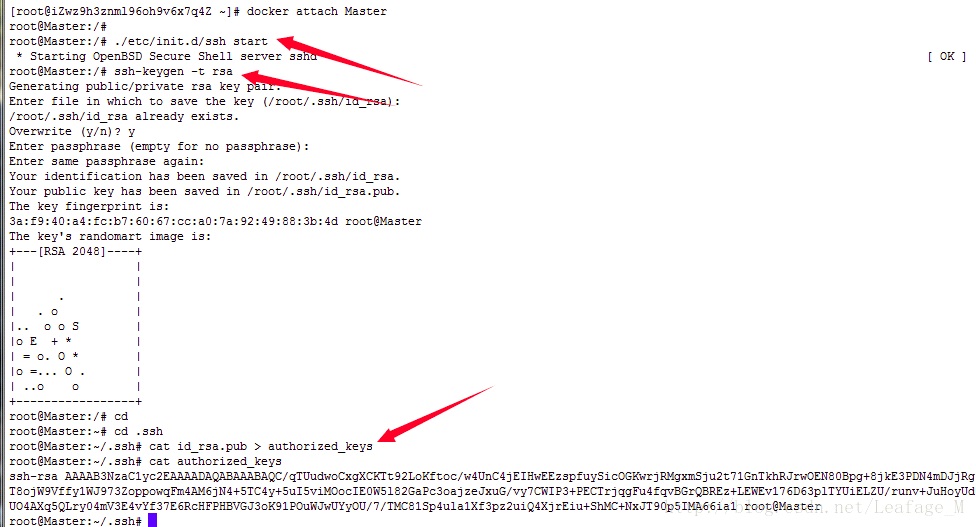 [root@iZwz9h3znml96oh9v6x7q4Z ~]# docker attach Master
root@Master:/#
root@Master:/# ./etc/init.d/ssh start
 * Starting OpenBSD Secure Shell server sshd [ OK ]
root@Master:/# ssh-keygen -t rsa
Generating public/private rsa key pair.
Enter file in which to save the key (/root/.ssh/id_rsa):
/root/.ssh/id_rsa already exists.
Overwrite (y/n)? y
Enter passphrase (empty for no passphrase):
Enter same passphrase again:
Your identification has been saved in /root/.ssh/id_rsa.
Your public key has been saved in /root/.ssh/id_rsa.pub.
The key fingerprint is:
3a:f9:40:a4:fc:b7:60:67:cc:a0:7a:92:49:88:3b:4d root@Master
The key's randomart image is:
+---[RSA 2048]----+
|                 |
|                 |
|      .          |
|   . o           |
|..  o o S        |
|o E  + *         |
| = o. O *        |
|o =... O .       |
| ..o    o        |
+-----------------+
root@Master:/# cd
root@Master:~# cd .ssh
root@Master:~/.ssh# cat id_rsa.pub > authorized_keys
root@Master:~/.ssh# cat authorized_keys
ssh-rsa AAAAB3NzaC1yc2EAAAADAQABAAABAQC/qTUudwoCxgXCKTt92LoKftoc/w4UnC4jEIHwEEzspfuySicOGKwrjRMgxmSju2t71GnTkhRJrwOEN80Bpg+8jkE3PDN4mDJjRg
T8ojW9Vffy1WJ973ZoppowqFm4AM6jN4+5TC4y+5uI5viMOocIE0W5l82GaPc3oajzeJxuG/vy7CWIP3+PECTrjqgFu4fqvBGrQBREz+LEWEv176D63plTYUiELZU/runv+JuHoyUd
UO4AXq5QLry04mV3E4vYf37E6RcHFPHBVGJ3oK91POuWJwUYyOU/7/TMC81Sp4ula1Xf3pz2uiQ4XjrEiu+ShMC+NxJT90p5IMA66ia1 root@Master
root@Master:~/.ssh#